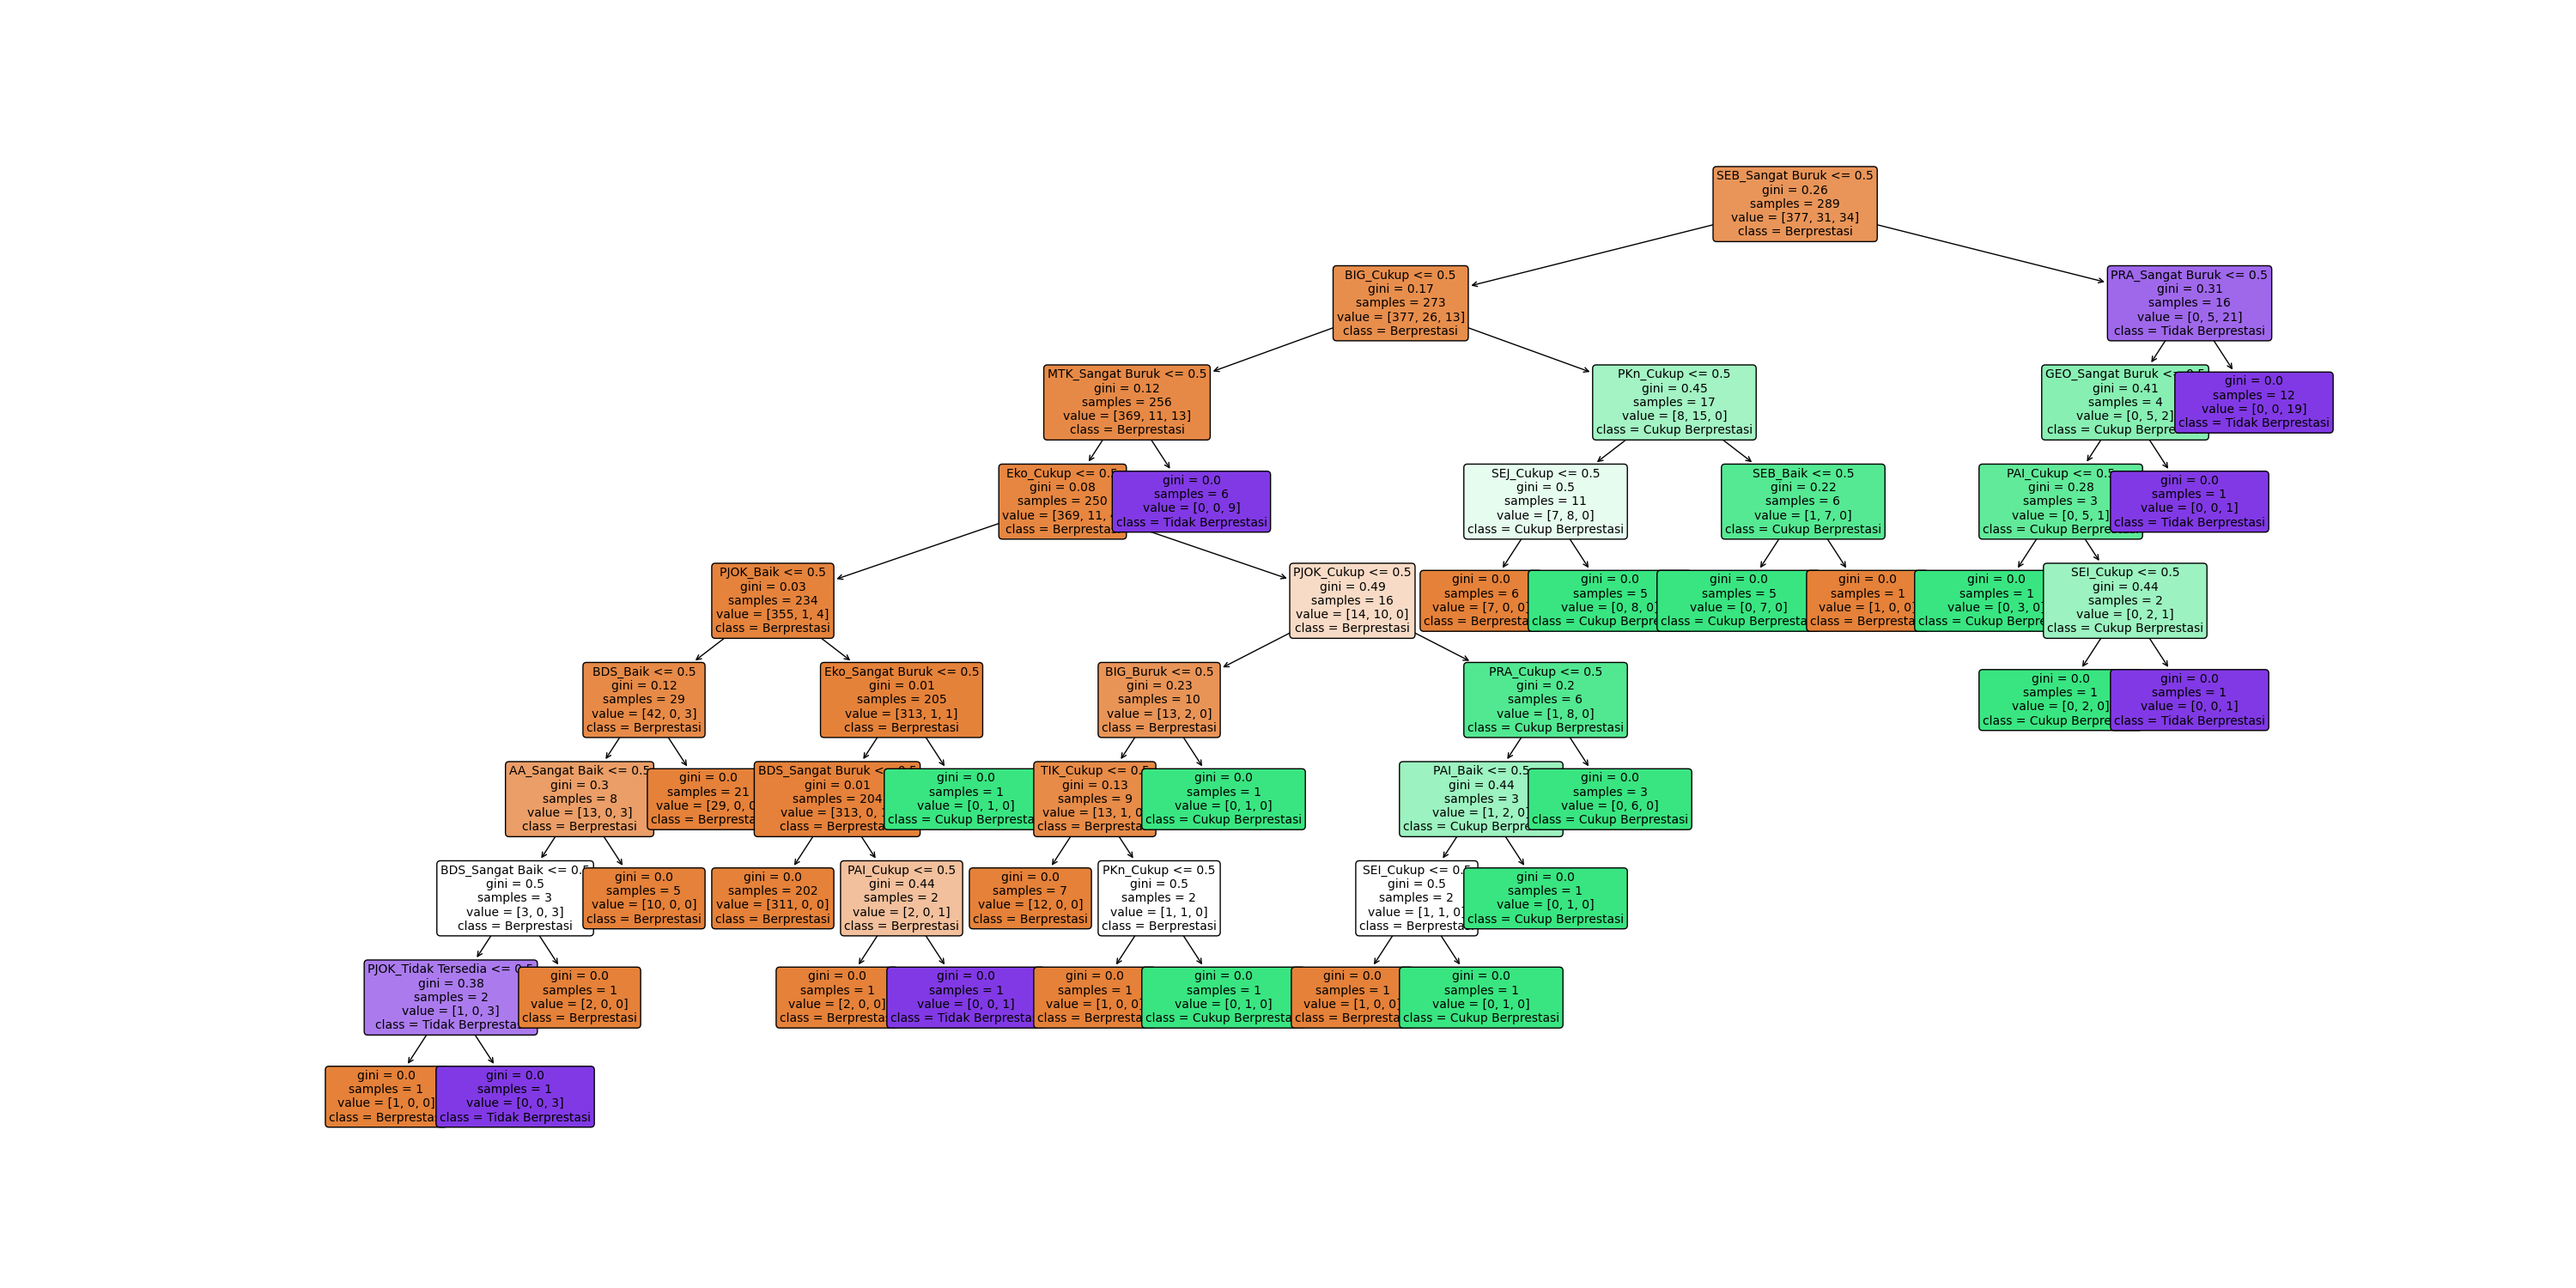 SEB_Sangat Buruk <= 0.5
gini = 0.26
samples = 289
value = [377, 31, 34]
class = Berprestasi
BIG_Cukup <= 0.5
gini = 0.17
samples = 273
value = [377, 26, 13]
class = Berprestasi
PRA_Sangat Buruk <= 0.5
gini = 0.31
samples = 16
value = [0, 5, 21]
class = Tidak Berprestasi
MTK_Sangat Buruk <= 0.5
gini = 0.12
samples = 256
value = [369, 11, 13]
class = Berprestasi
PKn_Cukup <= 0.5
gini = 0.45
samples = 17
value = [8, 15, 0]
class = Cukup Berprestasi
GEO_Sangat Buruk <= 0.5
gini = 0.41
samples = 4
value = [0, 5, 2]
class = Cukup Berpres
gini = 0.0
samples = 12
value = [0, 0, 19]
class = Tidak Berprestasi
Eko_Cukup <= 0.5
gini = 0.08
samples = 250
value = [369, 11,
class = Berprestas
gini = 0.0
samples = 6
value = [0, 0, 9]
class = Tidak Berprestasi
SEJ_Cukup <= 0.5
gini = 0.5
samples = 11
value = [7, 8, 0]
class = Cukup Berprestasi
SEB_Baik <= 0.5
gini = 0.22
samples = 6
value = [1, 7, 0]
class = Cukup Berprestasi
PAI_Cukup <= 0.5
gini = 0.28
samples = 3
value = [0, 5, 1]
class = Cukup Berpre
gini = 0.0
samples = 1
value = [0, 0, 1]
class = Tidak Berprestasi
PJOK_Baik <= 0.5
gini = 0.03
samples = 234
value = [355, 1, 4]
class = Berprestasi
PJOK_Cukup <= 0.5
gini = 0.49
samples = 16
value = [14, 10, 0]
class = Berprestasi
gini = 0.0
samples = 6
value = [7, 0, 0]
class = Berpresta
gini = 0.0
samples = 5
value = [0, 8, 0]
class = Cukup Berpre
gini = 0.0
samples = 5
value = [0, 7, 0]
class = Cukup Berpresta
gini = 0.0
samples = 1
value = [1, 0, 0]
class = Berpresta
gini = 0.0
samples = 1
value = [0, 3, 0]
class = Cukup Berpre
SEI_Cukup <= 0.5
gini = 0.44
samples = 2
value = [0, 2, 1]
class = Cukup Berprestasi
BDS_Baik <= 0.5
gini = 0.12
samples = 29
value = [42, 0, 3]
class = Berprestasi
Eko_Sangat Buruk <= 0.5
gini = 0.01
samples = 205
value = [313, 1, 1]
class = Berprestasi
BIG_Buruk <= 0.5
gini = 0.23
samples = 10
value = [13, 2, 0]
class = Berprestasi
PRA_Cukup <= 0.5
gini = 0.2
samples = 6
value = [1, 8, 0]
class = Cukup Berprestasi
gini = 0.0
samples = 1
value = [0, 2, 0]
class = Cukup Berpre
gini = 0.0
samples = 1
value = [0, 0, 1]
class = Tidak Berprestasi
AA_Sangat Baik <= 0.5
gini = 0.3
samples = 8
value = [13, 0, 3]
class = Berprestasi
gini = 0.0
samples = 21
value = [29, 0, 0
class = Berpresta
BDS_Sangat Buruk <= 0.5
gini = 0.01
samples = 204
value = [313, 0,
class = Berpresta
gini = 0.0
samples = 1
value = [0, 1, 0]
class = Cukup Berpresta
TIK_Cukup <= 0.5
gini = 0.13
samples = 9
value = [13, 1, 0
class = Berpresta
gini = 0.0
samples = 1
value = [0, 1, 0]
class = Cukup Berprestasi
PAI_Baik <= 0.5
gini = 0.44
samples = 3
value = [1, 2, 0]
class = Cukup Berpre
gini = 0.0
samples = 3
value = [0, 6, 0]
class = Cukup Berprestasi
BDS_Sangat Baik <= 0.5
gini = 0.5
samples = 3
value = [3, 0, 3]
class = Berprestasi
gini = 0.0
samples = 5
value = [10, 0, 0]
class = Berprestasi
gini = 0.0
samples = 202
value = [311, 0, 0]
class = Berprestasi
PAI_Cukup <= 0.5
gini = 0.44
samples = 2
value = [2, 0, 1]
class = Berprestasi
gini = 0.0
samples = 7
value = [12, 0, 0]
class = Berprestasi
PKn_Cukup <= 0.5
gini = 0.5
samples = 2
value = [1, 1, 0]
class = Berprestasi
SEI_Cukup <= 0.5
gini = 0.5
samples = 2
value = [1, 1, 0]
class = Berpresta
gini = 0.0
samples = 1
value = [0, 1, 0]
class = Cukup Berprestasi
PJOK_Tidak Tersedia <= 0.5
gini = 0.38
samples = 2
value = [1, 0, 3]
class = Tidak Berpresta
gini = 0.0
samples = 1
value = [2, 0, 0]
class = Berprestasi
gini = 0.0
samples = 1
value = [2, 0, 0]
class = Berpresta
gini = 0.0
samples = 1
value = [0, 0, 1]
class = Tidak Berpresta
gini = 0.0
samples = 1
value = [1, 0, 0]
class = Berpresta
gini = 0.0
samples = 1
value = [0, 1, 0]
class = Cukup Berpresta
gini = 0.0
samples = 1
value = [1, 0, 0]
class = Berpresta
gini = 0.0
samples = 1
value = [0, 1, 0]
class = Cukup Berprestasi
gini = 0.0
samples = 1
value = [1, 0, 0]
class = Berpresta
gini = 0.0
samples = 1
value = [0, 0, 3]
class = Tidak Berprestasi